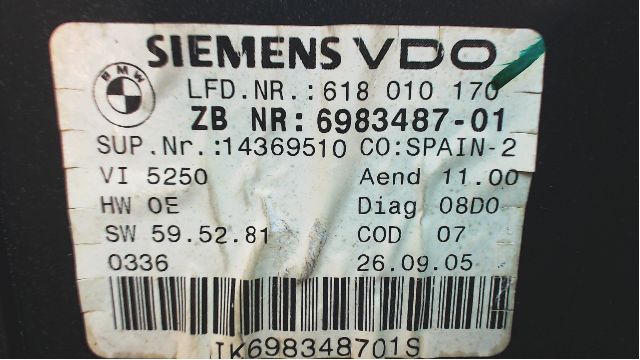 SIEMENS VDO
BMW
LFD.NR.:618 010 170
ZB NR:6983487-01
SUP.Nr.:14369510 CO:SPAIN-2
VI 5250 Aend 11.00
HW 0E Diag 08D0
SW 59.52.81 COD 07
0336 26.09.05
IK698348701S